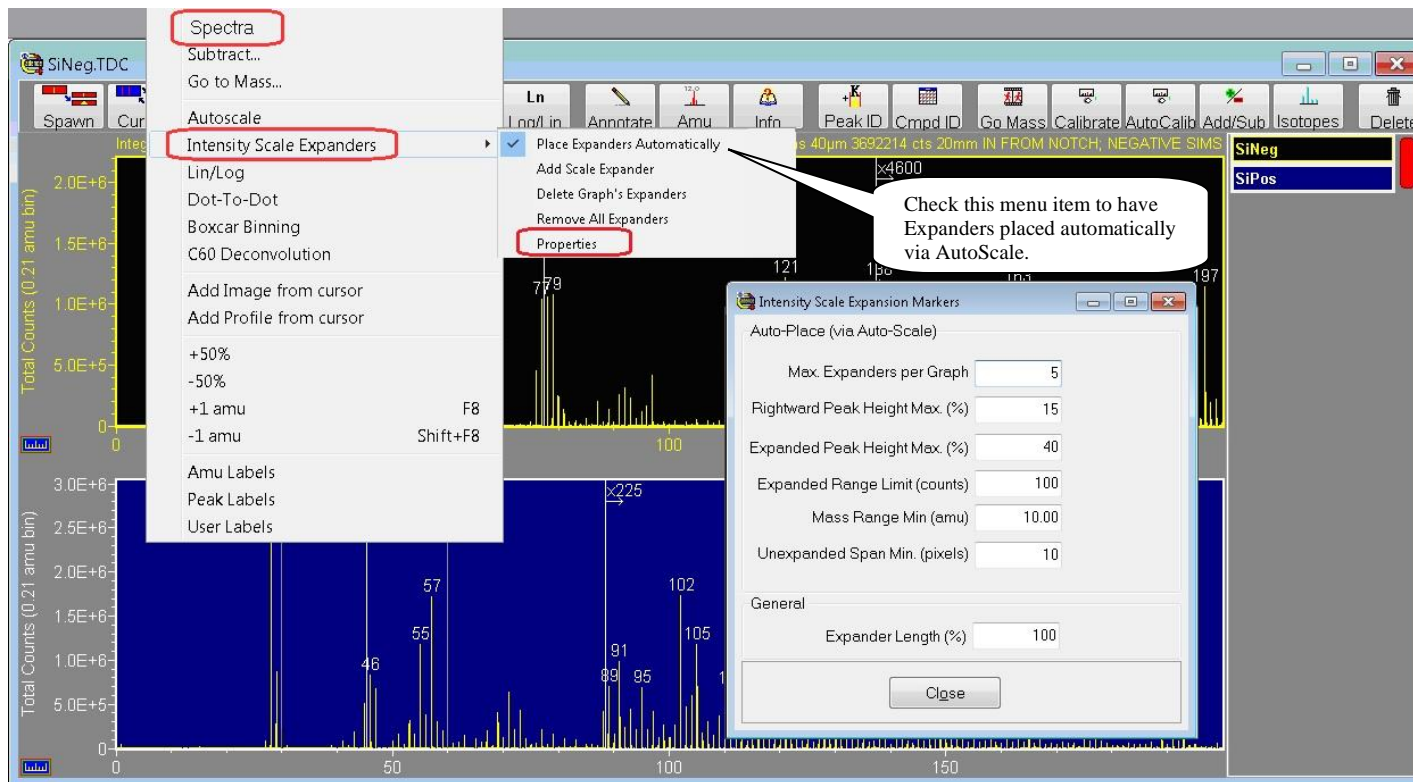 Spectra
Subtract...
Go to Mass...
Autoscale
Intensity Scale Expanders
Lin/Log
Dot-To-Dot
Boxcar Binning
C60 Deconvolution
Add Image from cursor
Add Profile from cursor
+50%
-50%
+1 amu F8
-1 amu Shift+F8
Amu Labels
Peak Labels
User Labels
SiNeg.TDC
Spawn Cur Ln Log/Lin Annotate 12,0 Amu Info +K Peak ID Cmpd ID Go Mass Calibrate AutoCalib Add/Sub Isotopes Delete
Place Expanders Automatically
Add Scale Expander
Delete Graph's Expanders
Remove All Expanders
Properties
Integ
40µm 3692214 cts 20mm IN FROM NOTCH; NEGATIVE SIMS
SiNeg
SiPos
Check this menu item to have
Expanders placed automatically
via AutoScale.
x4600
Total Counts (0.21 amu bin)
2.0E+6
1.5E+6
1.0E+6
5.0E+5
0
79
121
197
0 100
Intensity Scale Expansion Markers
Auto-Place (via Auto-Scale)
Max. Expanders per Graph 5
Rightward Peak Height Max. (%) 15
Expanded Peak Height Max. (%) 40
Expanded Range Limit (counts) 100
Mass Range Min (amu) 10.00
Unexpanded Span Min. (pixels) 10
General
Expander Length (%) 100
Close
Total Counts (0.21 amu bin)
3.0E+6
2.5E+6
2.0E+6
1.5E+6
1.0E+6
5.0E+5
0
x225
57
102
55
105
46
91
89 95
0 50 100 150